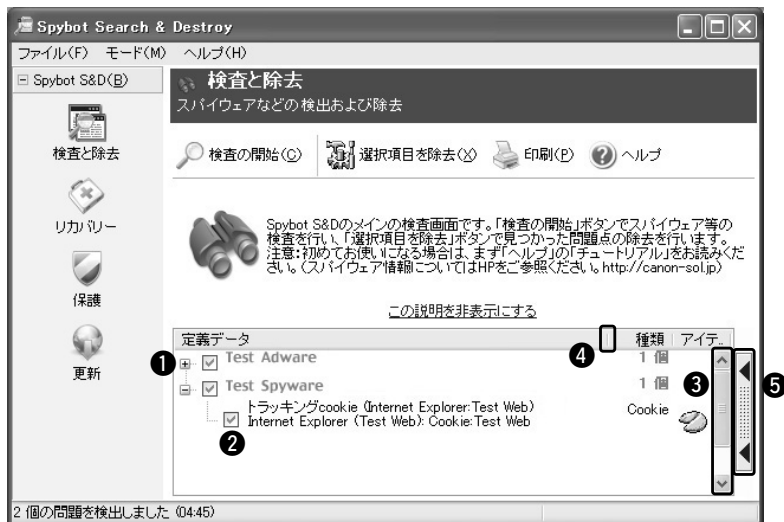 Spybot Search & Destroy
ファイル(F) モード(M) ヘルプ(H)
Spybot S&D(B)
検査と除去
リカバリー
保護
更新
検査と除去
スパイウェアなどの検出および除去
検査の開始(C) 選択項目を除去(X) 印刷(P) ヘルプ
Spybot S&Dのメインの検査画面です。「検査の開始」ボタンでスパイウェア等の
検査を行い、「選択項目を除去」ボタンで見つかった問題点の除去を行います。
注意:初めてお使いになる場合は、まず「ヘルプ」の「チュートリアル」をお読みくだ
さい。(スパイウェア情報についてはHPをご参照ください。http://canon-sol.jp)
この説明を非表示にする
定義データ 種類 アイテ..
❹
❶ Test Adware 1 個
Test Spyware 1 個
❸ ❺
トラッキングcookie (Internet Explorer:Test Web)
Internet Explorer (Test Web): Cookie:Test Web Cookie
❷
2 個の問題を検出しました (04:45)